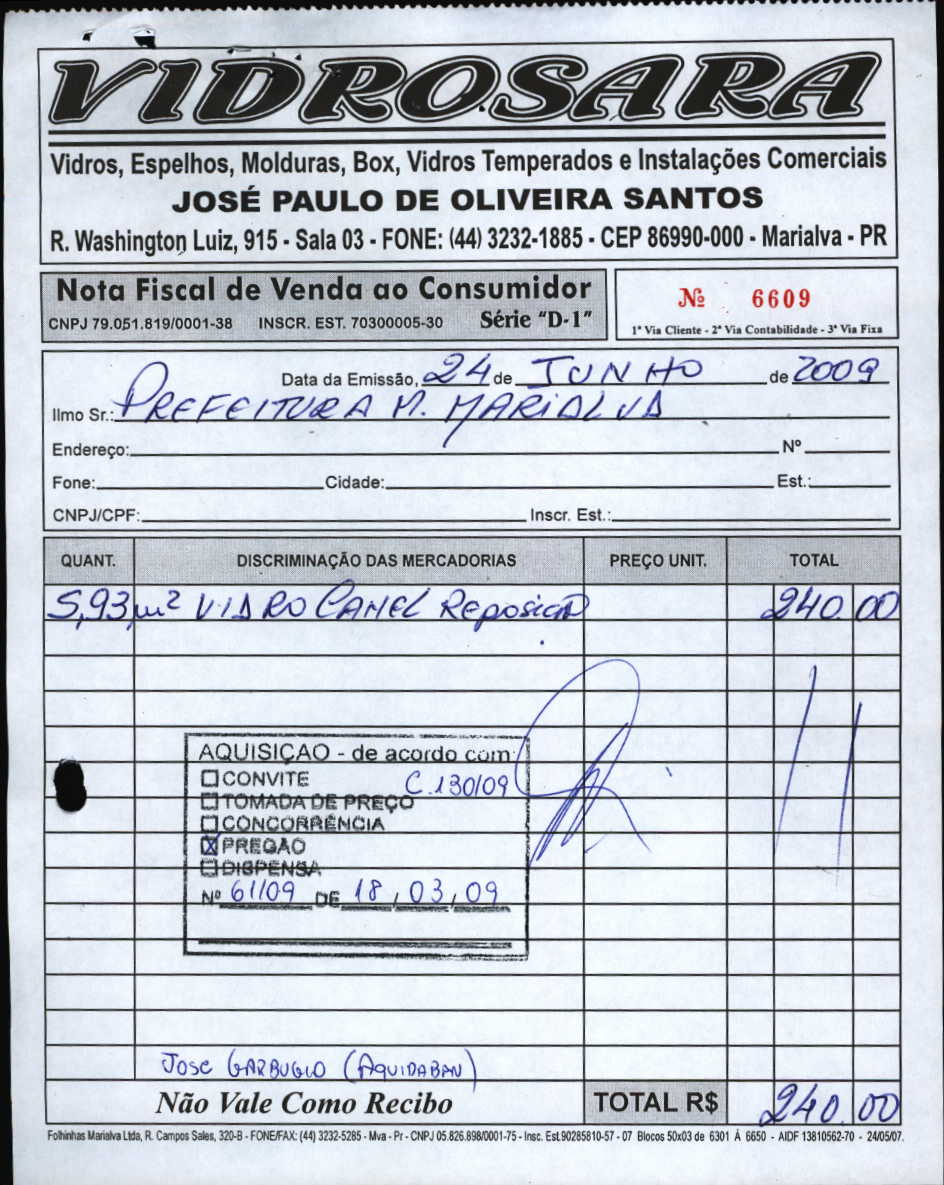 VIDROSARA
Vidros, Espelhos, Molduras, Box, Vidros Temperados e Instalações Comerciais
JOSÉ PAULO DE OLIVEIRA SANTOS
R. Washington Luiz, 915 - Sala 03 - FONE: (44) 3232-1885 - CEP 86990-000 - Marialva - PR
Nota Fiscal de Venda ao Consumidor
CNPJ 79.051.819/0001-38 INSCR. EST. 70300005-30 Série "D-1"
Nº 6609
1ª Via Cliente - 2ª Via Contabilidade - 3ª Via Fixa
Data da Emissão, 24 de JUNHO de 2009
Ilmo Sr.: PREFEITURA M. MARIALVA
Endereço: Nº
Fone: Cidade: Est.:
CNPJ/CPF: Inscr. Est.:
QUANT. DISCRIMINAÇÃO DAS MERCADORIAS PREÇO UNIT. TOTAL
5,93 m² VIDRO CANEL REPOSIÇÃO 240.00
AQUISIÇAO - de acordo com:
CONVITE C.130/09
TOMADA DE PREÇO
CONCORRÊNCIA
X PREGAO
DISPENSA
Nº 61/09 DE 18/03/09
JOSE GARBUGIO (AQUIDABAN)
Não Vale Como Recibo TOTAL R$ 240.00
Folhinhas Marialva Ltda, R. Campos Sales, 320-B - FONE/FAX: (44) 3232-5285 - Mva - Pr - CNPJ 05.826.898/0001-75 - Insc. Est.90285810-57 - 07 Blocos 50x03 de 6301 À 6650 - AIDF 13810562-70 - 24/05/07.